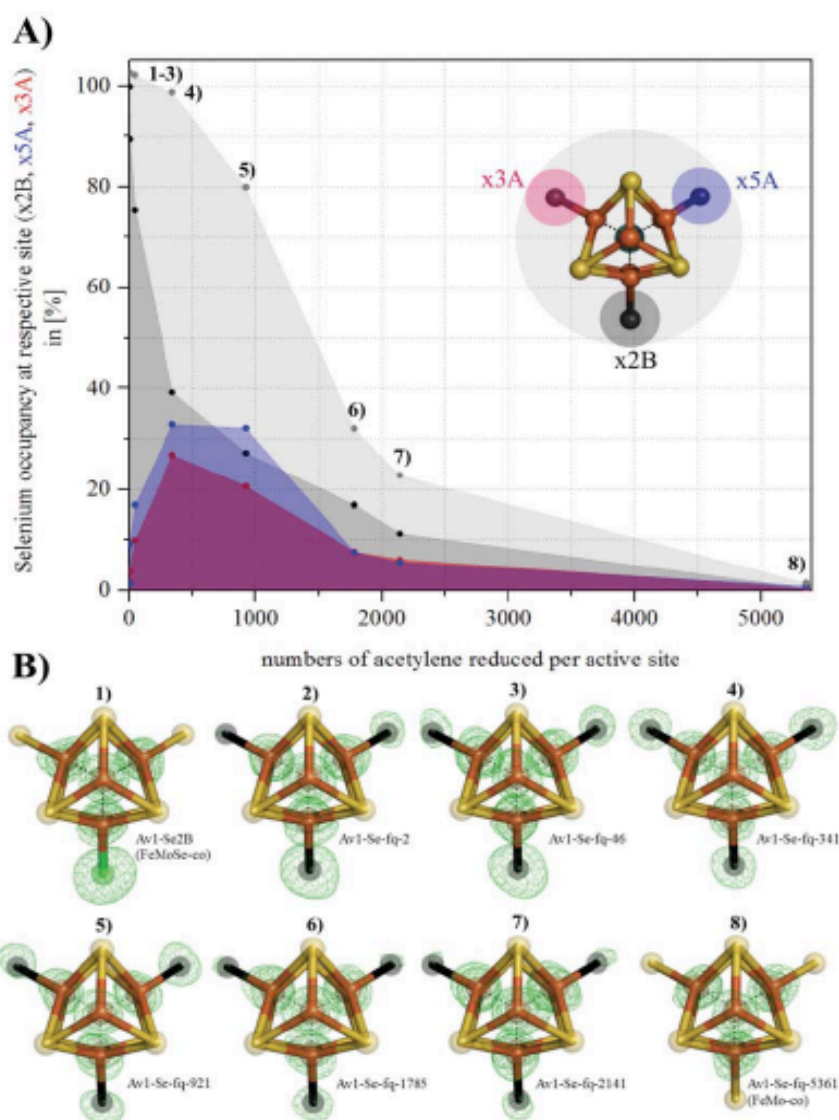 A)
Selenium occupancy at respective site (x2B, x5A, x3A)
in [%]
100
80
60
40
20
0
1-3)
4)
5)
6)
7)
8)
x3A
x5A
x2B
0
1000
2000
3000
4000
5000
numbers of acetylene reduced per active site
B)
1)
2)
3)
4)
Av1-Se2B
(FeMoSe-co)
Av1-Se-fq-2
Av1-Se-fq-46
Av1-Se-fq-341
5)
6)
7)
8)
Av1-Se-fq-921
Av1-Se-fq-1785
Av1-Se-fq-2141
Av1-Se-fq-5361
(FeMo-co)